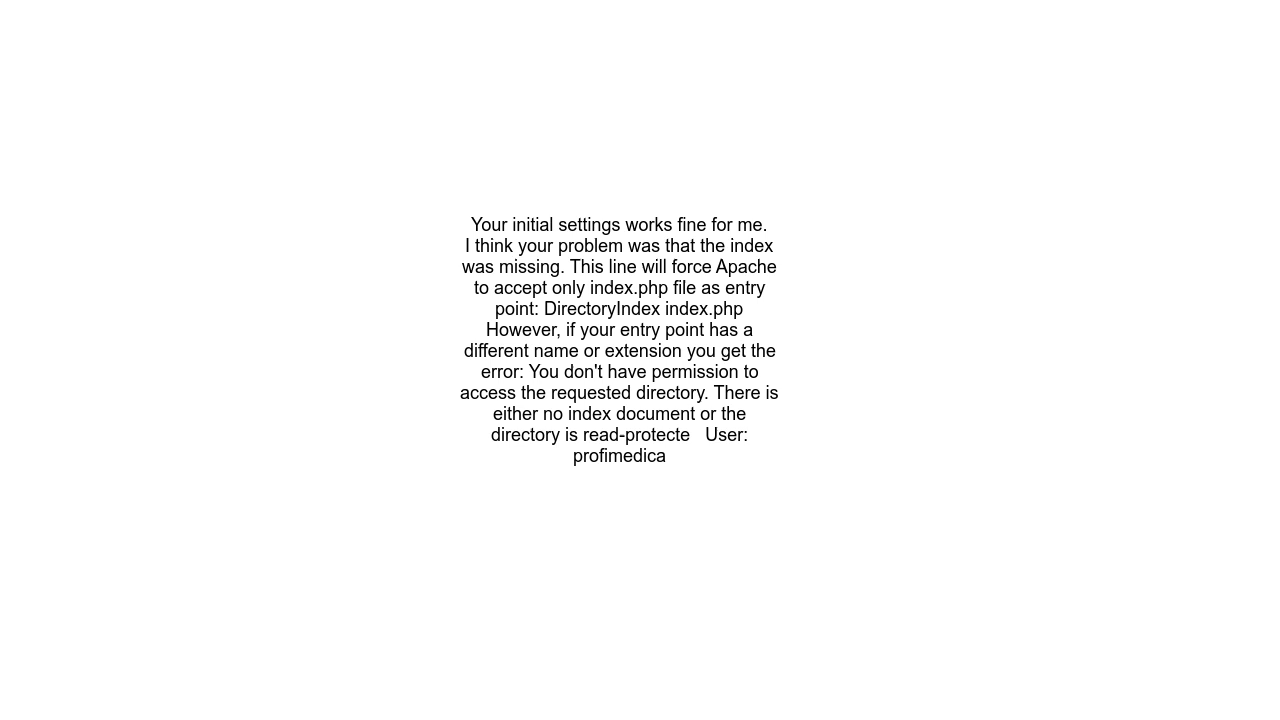 Your initial settings works fine for me.
I think your problem was that the index
was missing. This line will force Apache
to accept only index.php file as entry
point: DirectoryIndex index.php
However, if your entry point has a
different name or extension you get the
error: You don't have permission to
access the requested directory. There is
either no index document or the
directory is read-protecte   User:
profimedica